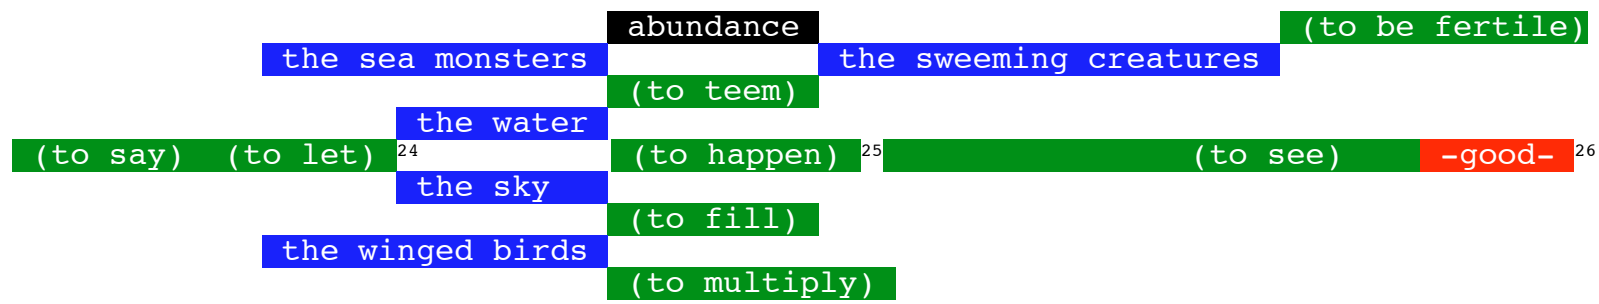 abundance (to be fertile)
the sea monsters the sweeming creatures
(to teem)
the water
(to say) (to let) 24 (to happen) 25 (to see) -good- 26
the sky
(to fill)
the winged birds
(to multiply)